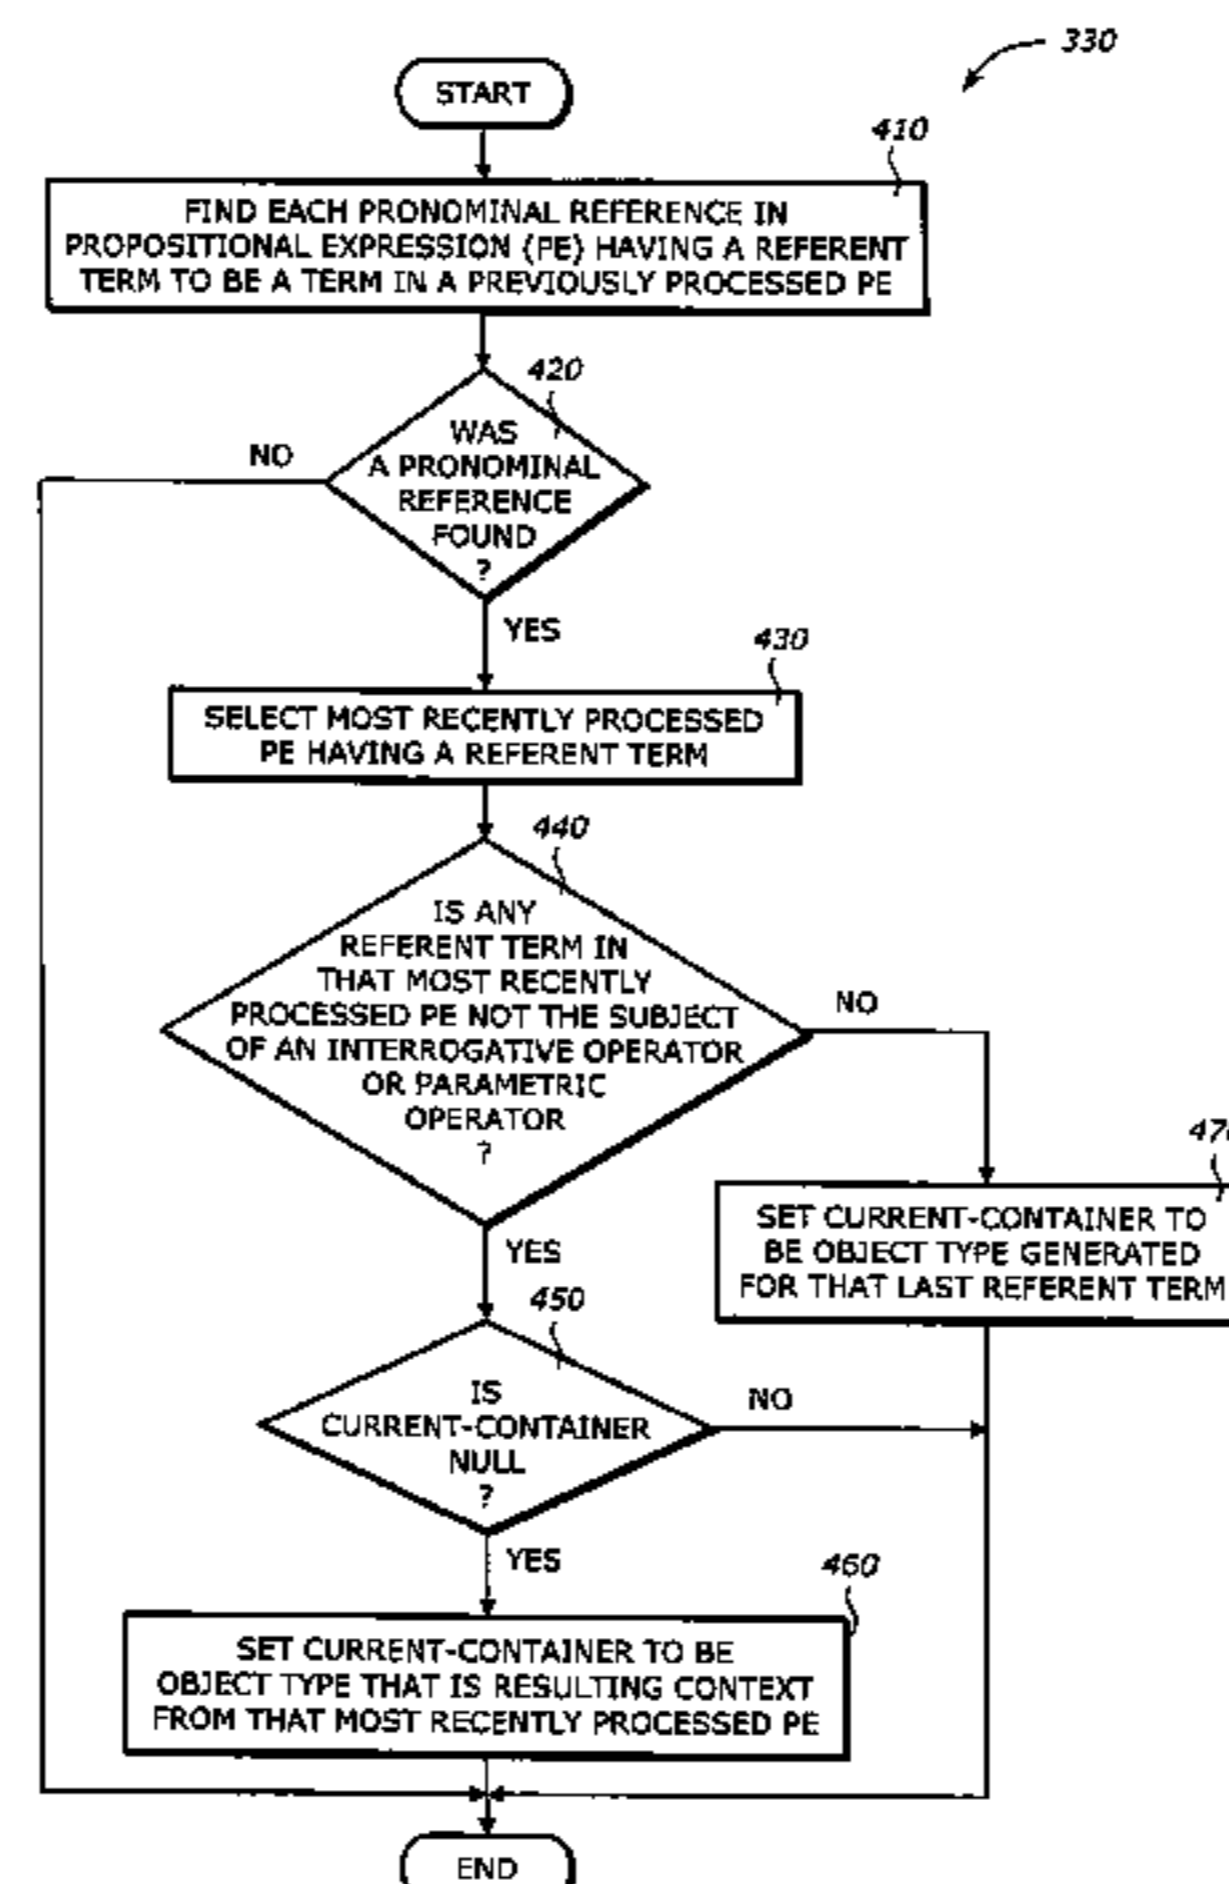 330
START
410
FIND EACH PRONOMINAL REFERENCE IN
PROPOSITIONAL EXPRESSION (PE) HAVING A REFERENT
TERM TO BE A TERM IN A PREVIOUSLY PROCESSED PE
420
WAS
A PRONOMINAL
REFERENCE
FOUND
?
NO
YES
430
SELECT MOST RECENTLY PROCESSED
PE HAVING A REFERENT TERM
440
IS ANY
REFERENT TERM IN
THAT MOST RECENTLY
PROCESSED PE NOT THE SUBJECT
OF AN INTERROGATIVE OPERATOR
OR PARAMETRIC
OPERATOR
?
NO
YES
470
SET CURRENT-CONTAINER TO
BE OBJECT TYPE GENERATED
FOR THAT LAST REFERENT TERM
450
IS
CURRENT-CONTAINER
NULL
?
NO
YES
460
SET CURRENT-CONTAINER TO BE
OBJECT TYPE THAT IS RESULTING CONTEXT
FROM THAT MOST RECENTLY PROCESSED PE
END